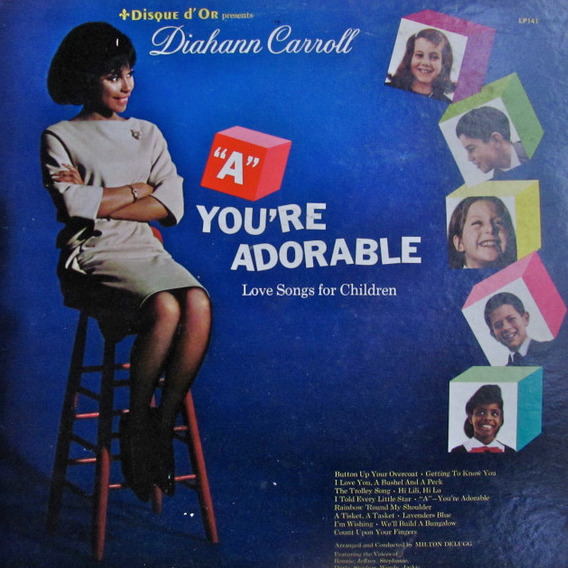 Disque d'Or presents
LP141
Diahann Carroll
"A"
YOU'RE
ADORABLE
Love Songs for Children
Button Up Your Overcoat • Getting To Know You
I Love You, A Bushel And A Peck
The Trolley Song • Hi Lili, Hi Lo
I Told Every Little Star • "A"—You're Adorable
Rainbow 'Round My Shoulder
A Tisket, A Tasket • Lavenders Blue
I'm Wishing • We'll Build A Bungalow
Count Upon Your Fingers
Arranged and Conducted by MILTON DELUGG
Featuring the Voices of
Bonnie, Jeffrey, Stephanie,